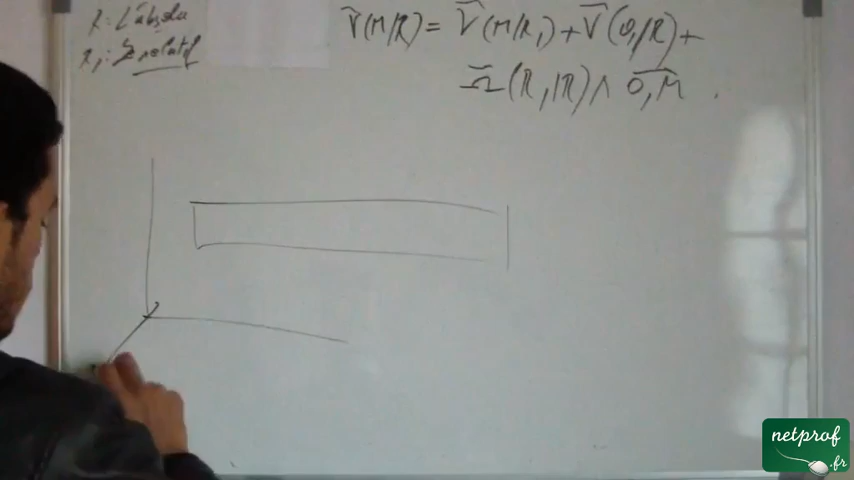 R : L'absolu
R₁ : relatif
V⃗(M/R) = V⃗(M/R₁) + V⃗(O₁/R) +
Ω⃗(R₁/R) ∧ O₁M⃗ .
netprof
.fr